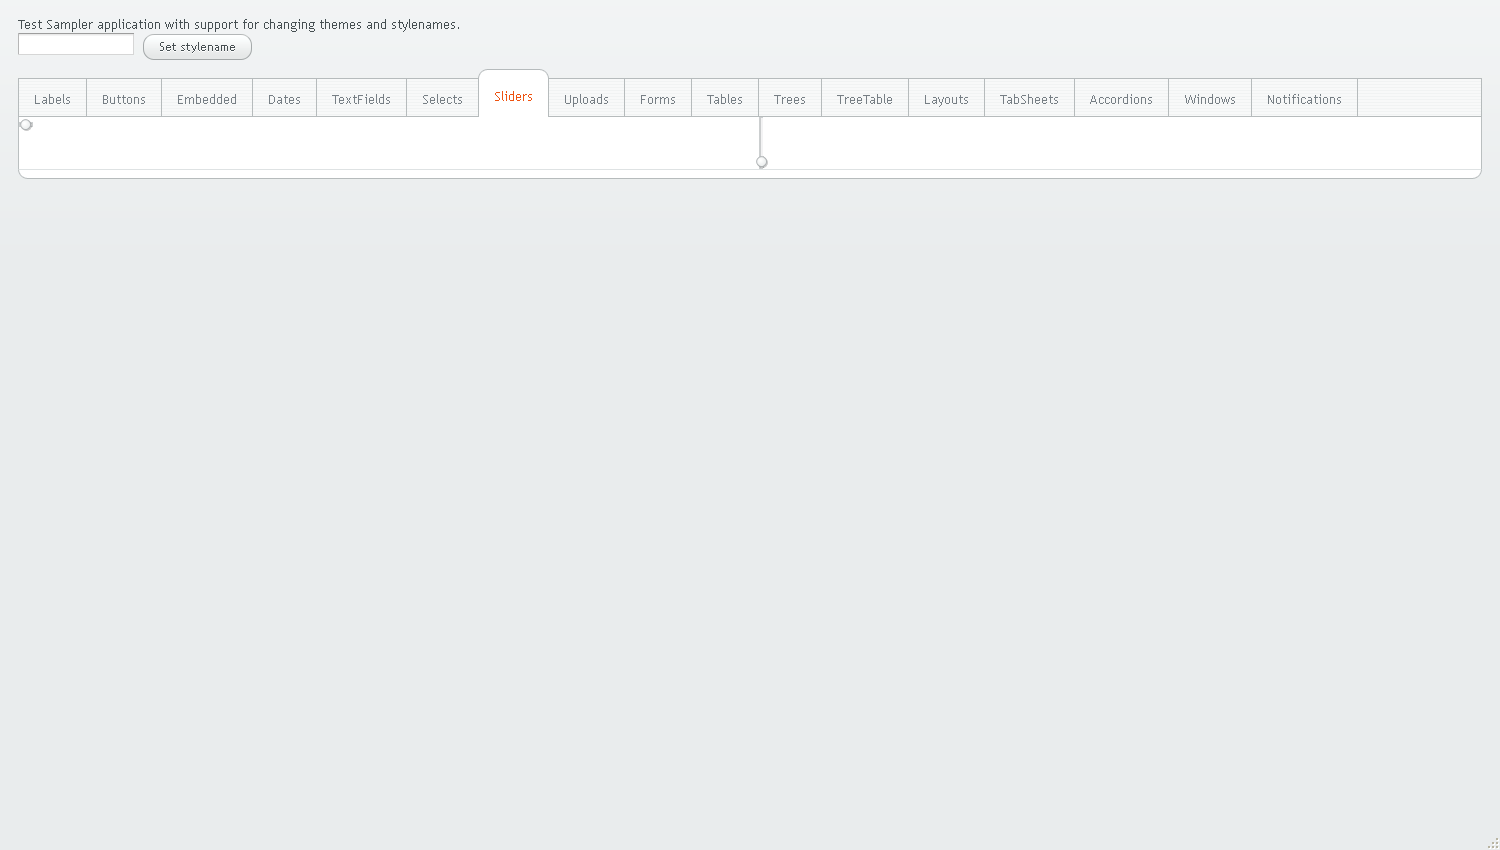 Test Sampler application with support for changing themes and stylenames.
Set stylename
Labels Buttons Embedded Dates TextFields Selects Sliders Uploads Forms Tables Trees TreeTable Layouts TabSheets Accordions Windows Notifications